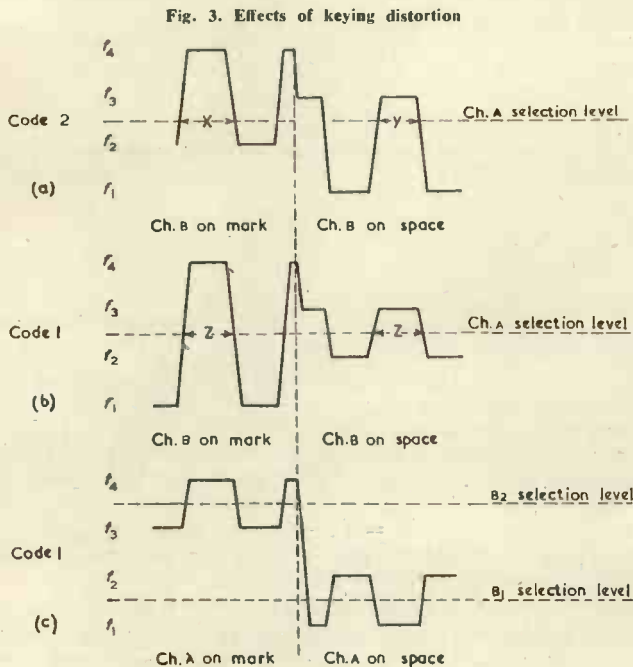 Fig. 3. Effects of keying distortion
f4
f3
Ch.A selection level
Code 2
X
Y
f2
(a)
f1
Ch.B on mark
Ch.B on space
f4
f3
Ch.A selection level
Code 1
Z
Z
f2
(b)
f1
Ch.B on mark
Ch.B on space
f4
B2 selection level
f3
Code 1
f2
B1 selection level
(c)
f1
Ch.A on mark
Ch.A on space